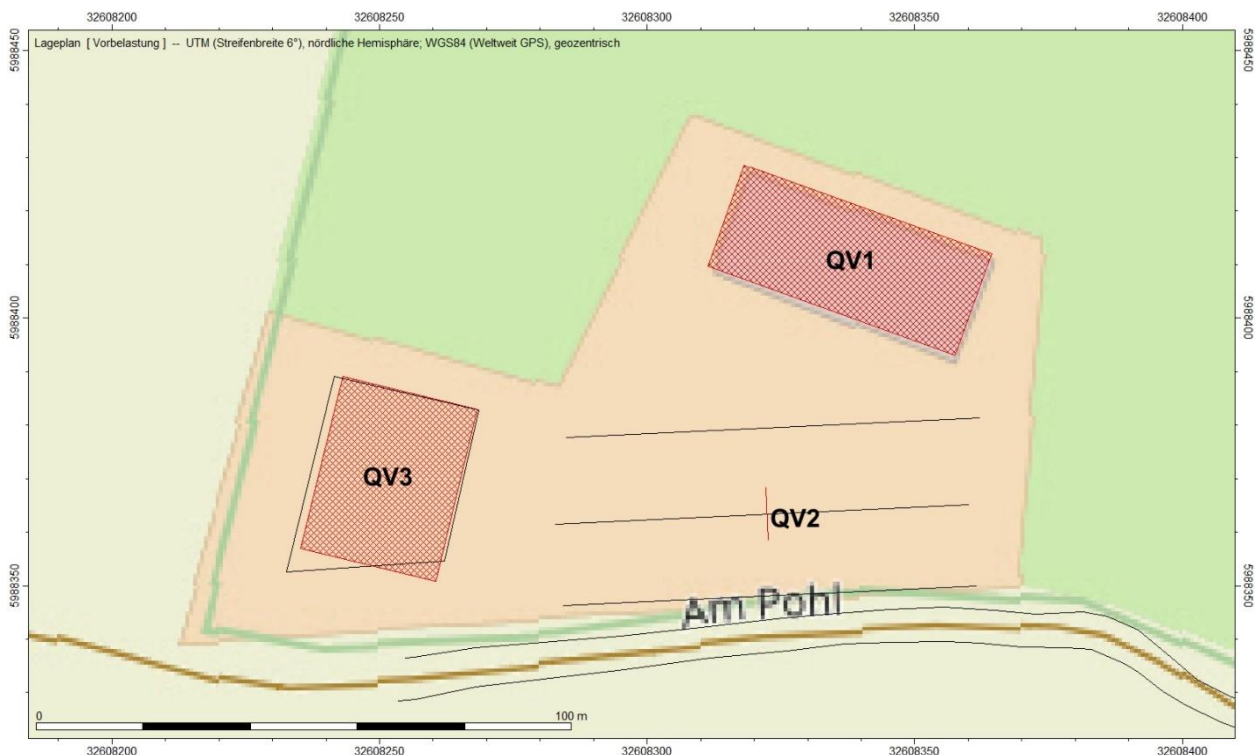 32608200 32608250 32608300 32608350 32608400
Lageplan [ Vorbelastung ] -- UTM (Streifenbreite 6°), nördliche Hemisphäre; WGS84 (Weltweit GPS), geozentrisch
5988450 5988450
QV1
5988400 5988400
QV3
QV2
Am Pohl
5988350 5988350
0 100 m
32608200 32608250 32608300 32608350 32608400